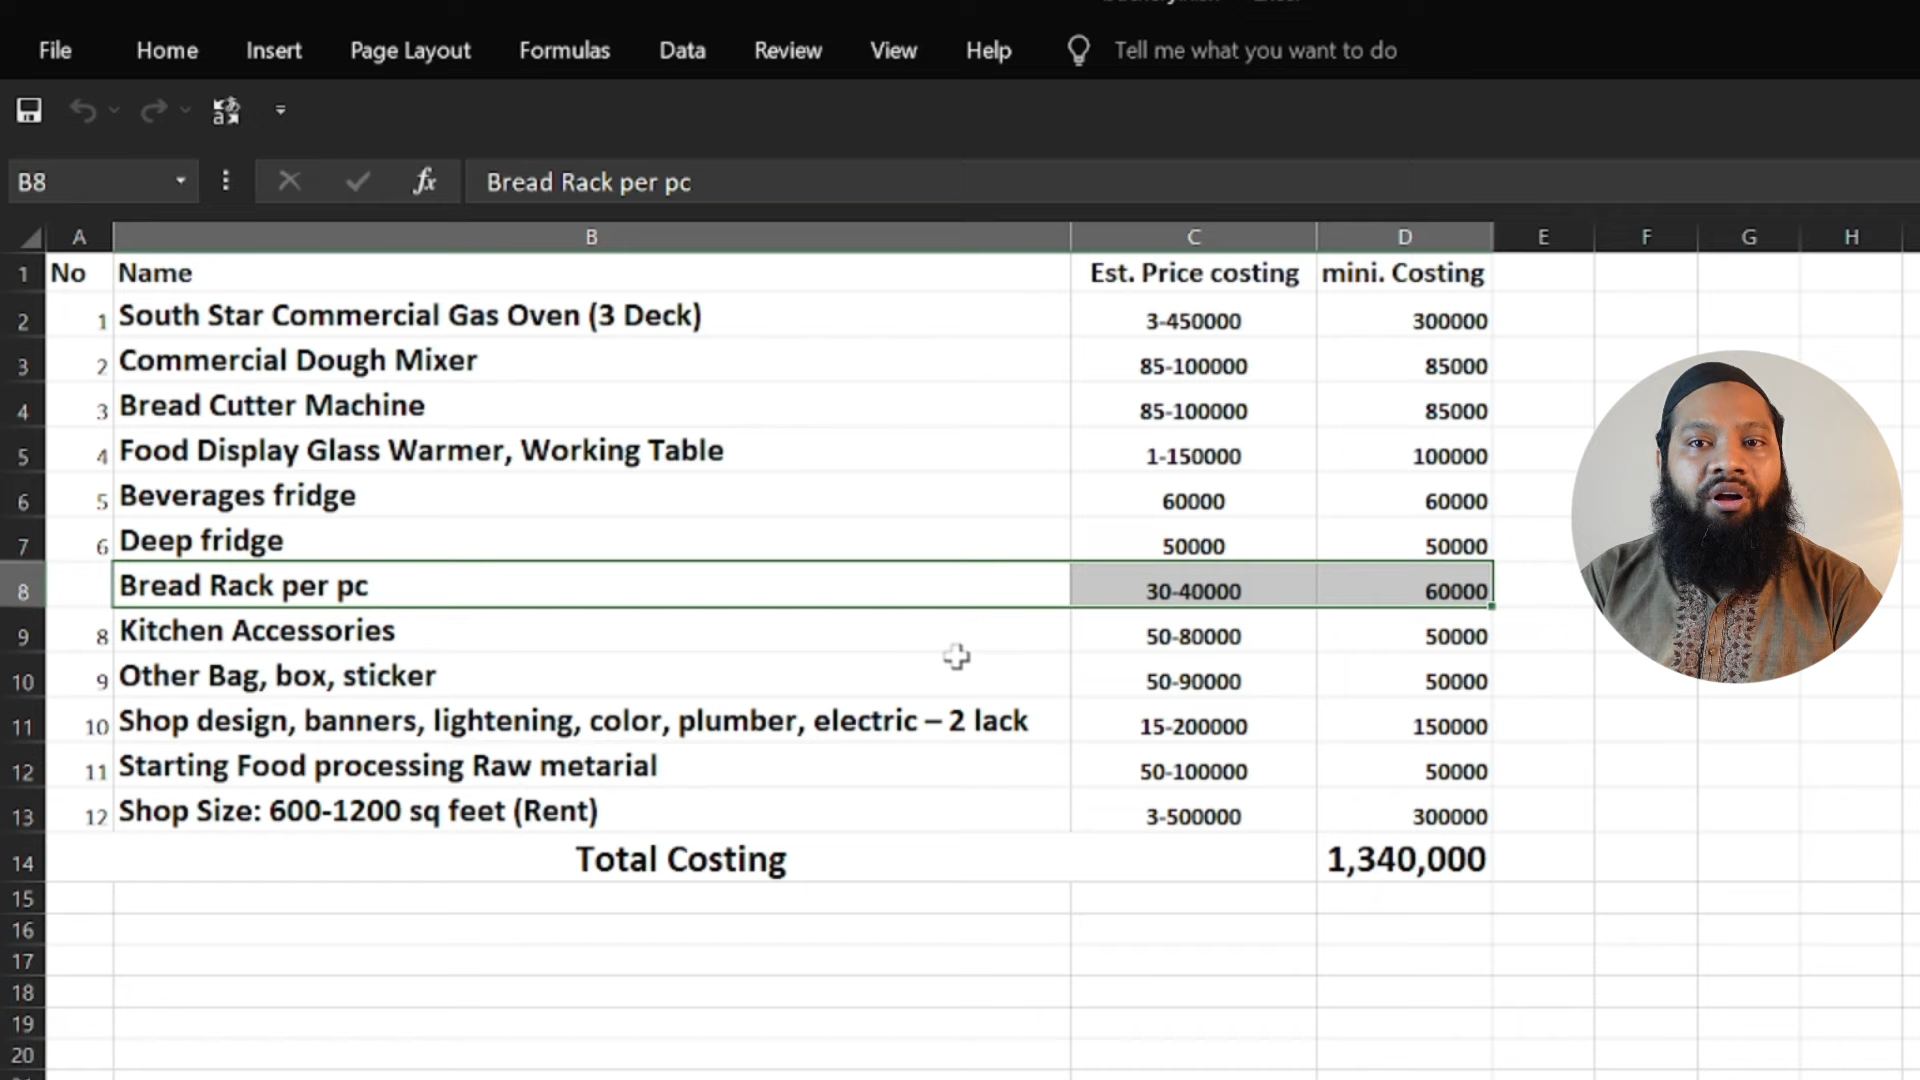 File Home Insert Page Layout Formulas Data Review View Help Tell me what you want to do
B8 fx Bread Rack per pc
A B C D E F G H
1 No Name Est. Price costing mini. Costing
2 1 South Star Commercial Gas Oven (3 Deck) 3-450000 300000
3 2 Commercial Dough Mixer 85-100000 85000
4 3 Bread Cutter Machine 85-100000 85000
5 4 Food Display Glass Warmer, Working Table 1-150000 100000
6 5 Beverages fridge 60000 60000
7 6 Deep fridge 50000 50000
8 Bread Rack per pc 30-40000 60000
9 8 Kitchen Accessories 50-80000 50000
10 9 Other Bag, box, sticker 50-90000 50000
11 10 Shop design, banners, lightening, color, plumber, electric – 2 lack 15-200000 150000
12 11 Starting Food processing Raw metarial 50-100000 50000
13 12 Shop Size: 600-1200 sq feet (Rent) 3-500000 300000
14 Total Costing 1,340,000
15
16
17
18
19
20